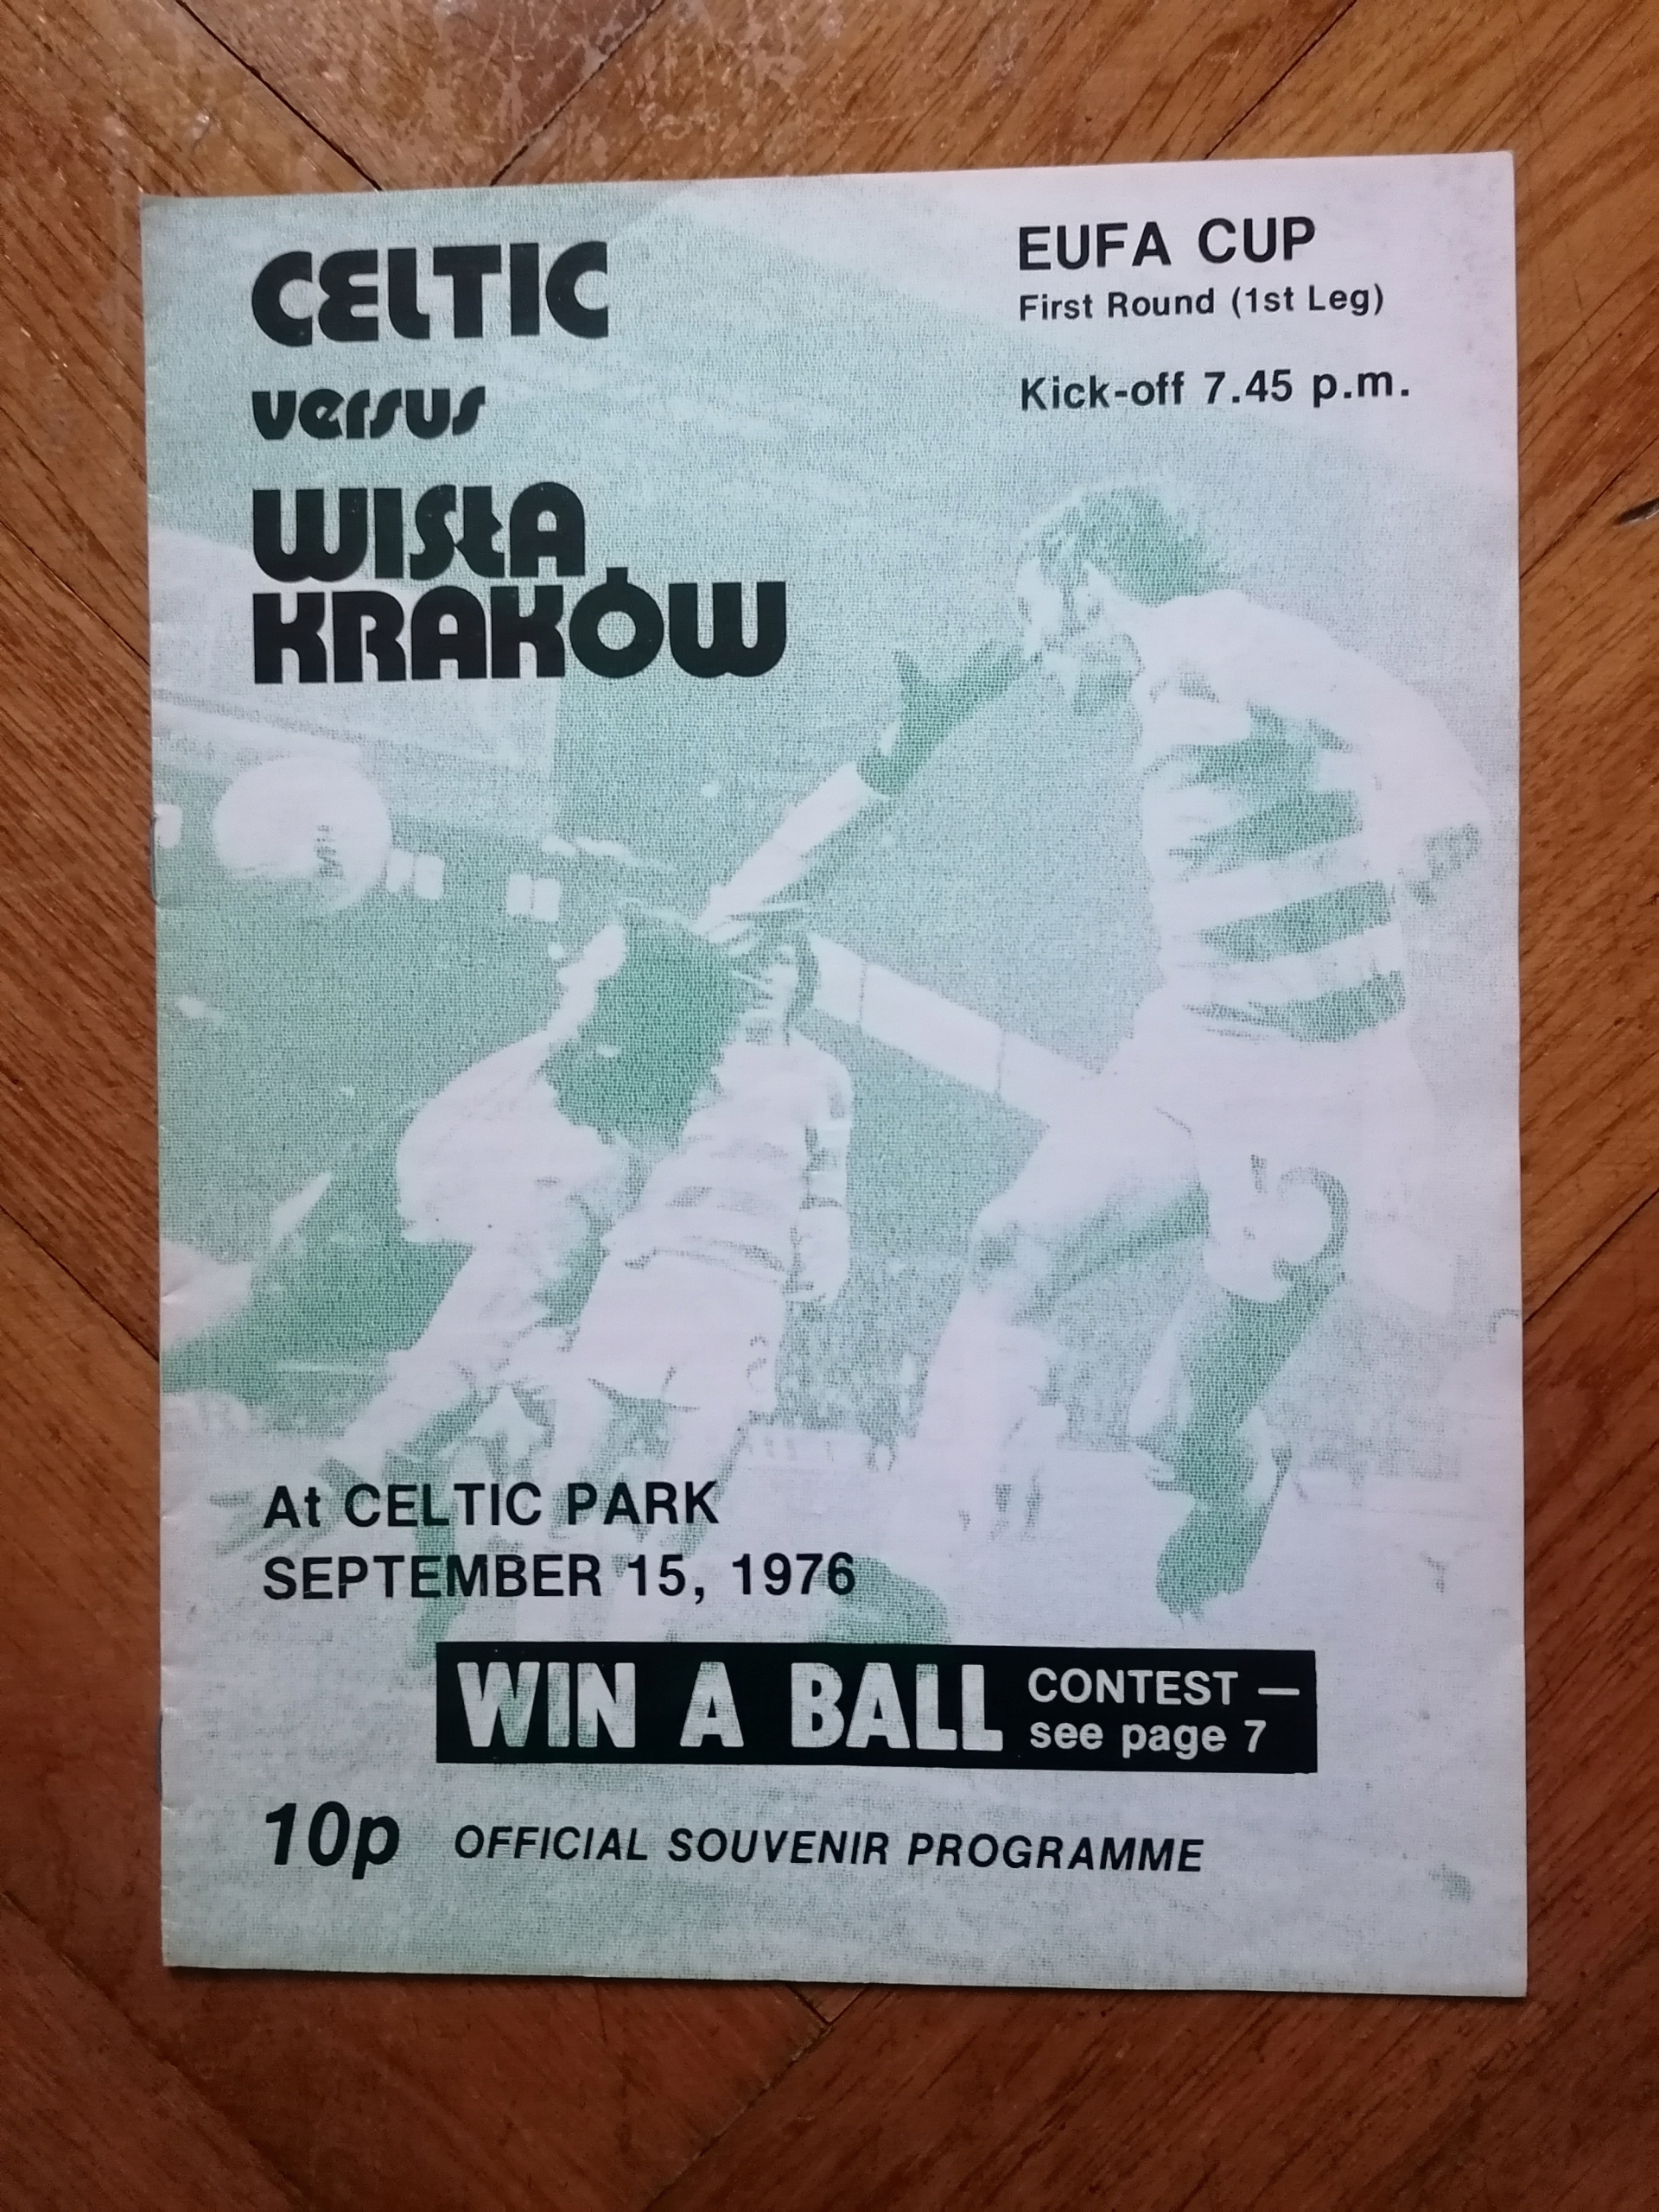 CELTIC
versus
WISŁA
KRAKÓW
EUFA CUP
First Round (1st Leg)
Kick-off 7.45 p.m.
At CELTIC PARK
SEPTEMBER 15, 1976
WIN A BALL CONTEST —
see page 7
10p OFFICIAL SOUVENIR PROGRAMME